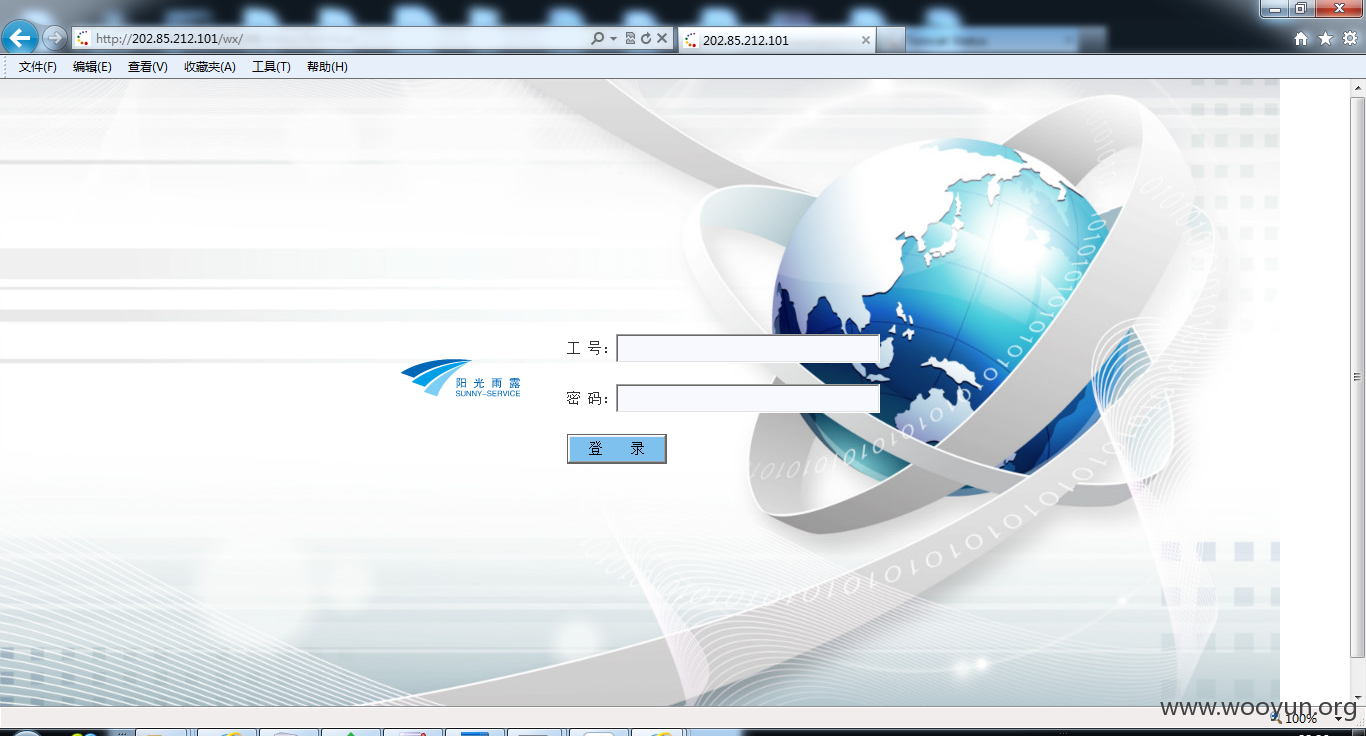 http://202.85.212.101/wx/
202.85.212.101
文件(F) 编辑(E) 查看(V) 收藏夹(A) 工具(T) 帮助(H)
工 号：
阳光雨露
SUNNY-SERVICE
密 码：
登 录
www.wooyun.org
100%